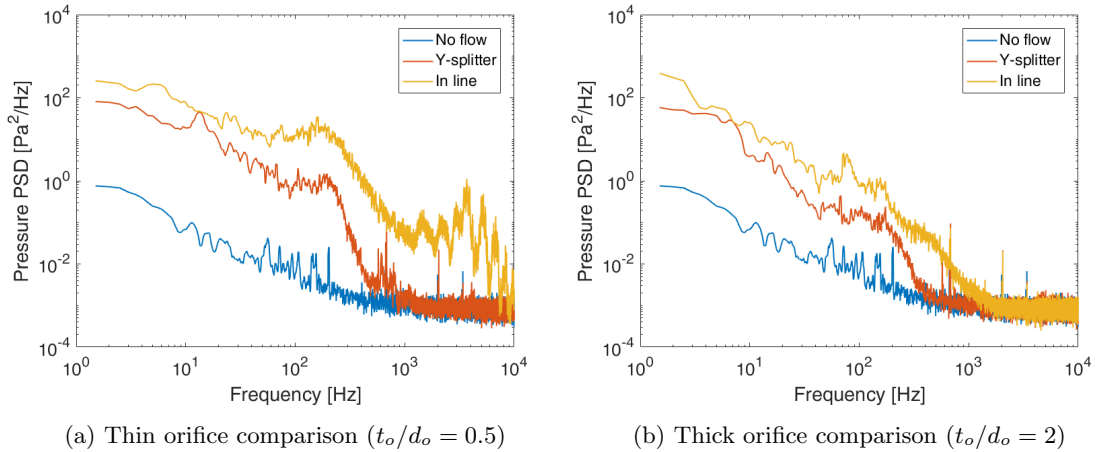 10^4
10^2
10^0
10^-2
10^-4
Pressure PSD [Pa^2/Hz]
No flow
Y-splitter
In line
10^0 10^1 10^2 10^3 10^4
Frequency [Hz]
(a) Thin orifice comparison (t_o/d_o = 0.5)
10^4
10^2
10^0
10^-2
10^-4
Pressure PSD [Pa^2/Hz]
No flow
Y-splitter
In line
10^0 10^1 10^2 10^3 10^4
Frequency [Hz]
(b) Thick orifice comparison (t_o/d_o = 2)